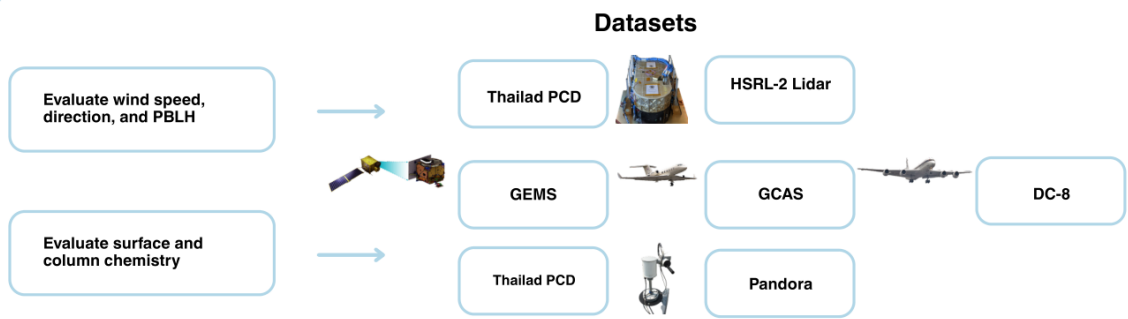 Datasets
Evaluate wind speed,
direction, and PBLH
Thailad PCD
HSRL-2 Lidar
GEMS
GCAS
DC-8
Evaluate surface and
column chemistry
Thailad PCD
Pandora